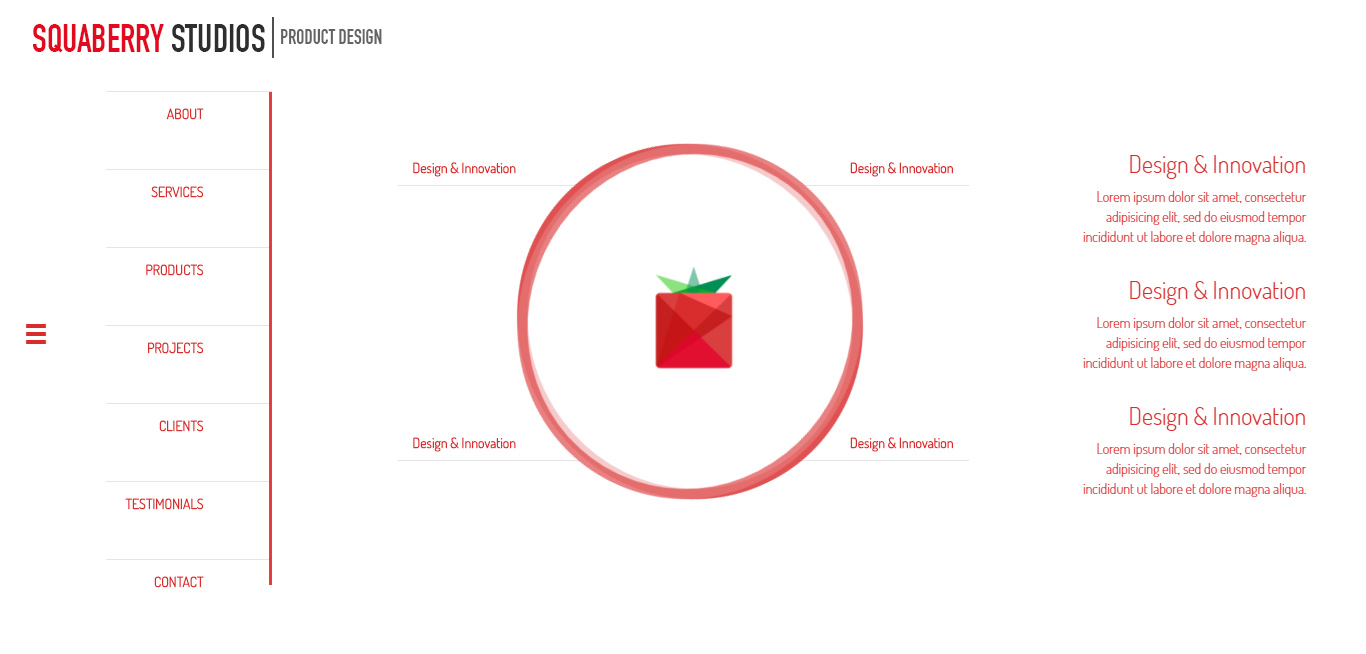 SQUABERRY STUDIOS PRODUCT DESIGN
ABOUT
SERVICES
PRODUCTS
PROJECTS
CLIENTS
TESTIMONIALS
CONTACT
Design & Innovation
Design & Innovation
Design & Innovation
Design & Innovation
Design & Innovation
Lorem ipsum dolor sit amet, consectetur
adipisicing elit, sed do eiusmod tempor
incididunt ut labore et dolore magna aliqua.
Design & Innovation
Lorem ipsum dolor sit amet, consectetur
adipisicing elit, sed do eiusmod tempor
incididunt ut labore et dolore magna aliqua.
Design & Innovation
Lorem ipsum dolor sit amet, consectetur
adipisicing elit, sed do eiusmod tempor
incididunt ut labore et dolore magna aliqua.